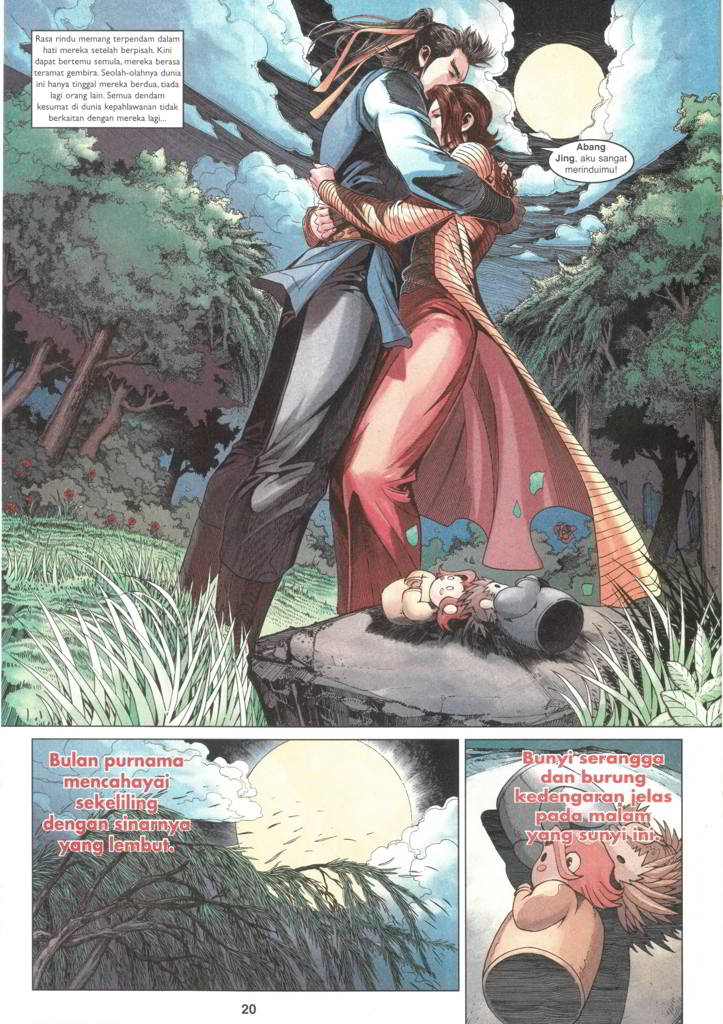 Rasa rindu memang terpendam dalam
hati mereka setelah berpisah. Kini
dapat bertemu semula, mereka berasa
teramat gembira. Seolah-olahnya dunia
ini hanya tinggal mereka berdua, tiada
lagi orang lain. Semua dendam
kesumat di dunia kepahlawanan tidak
berkaitan dengan mereka lagi...
Abang
Jing, aku sangat
merinduimu!
Bulan purnama
mencahayai
sekeliling
dengan sinarnya
yang lembut.
Bunyi serangga
dan burung
kedengaran jelas
pada malam
yang sunyi ini.
20